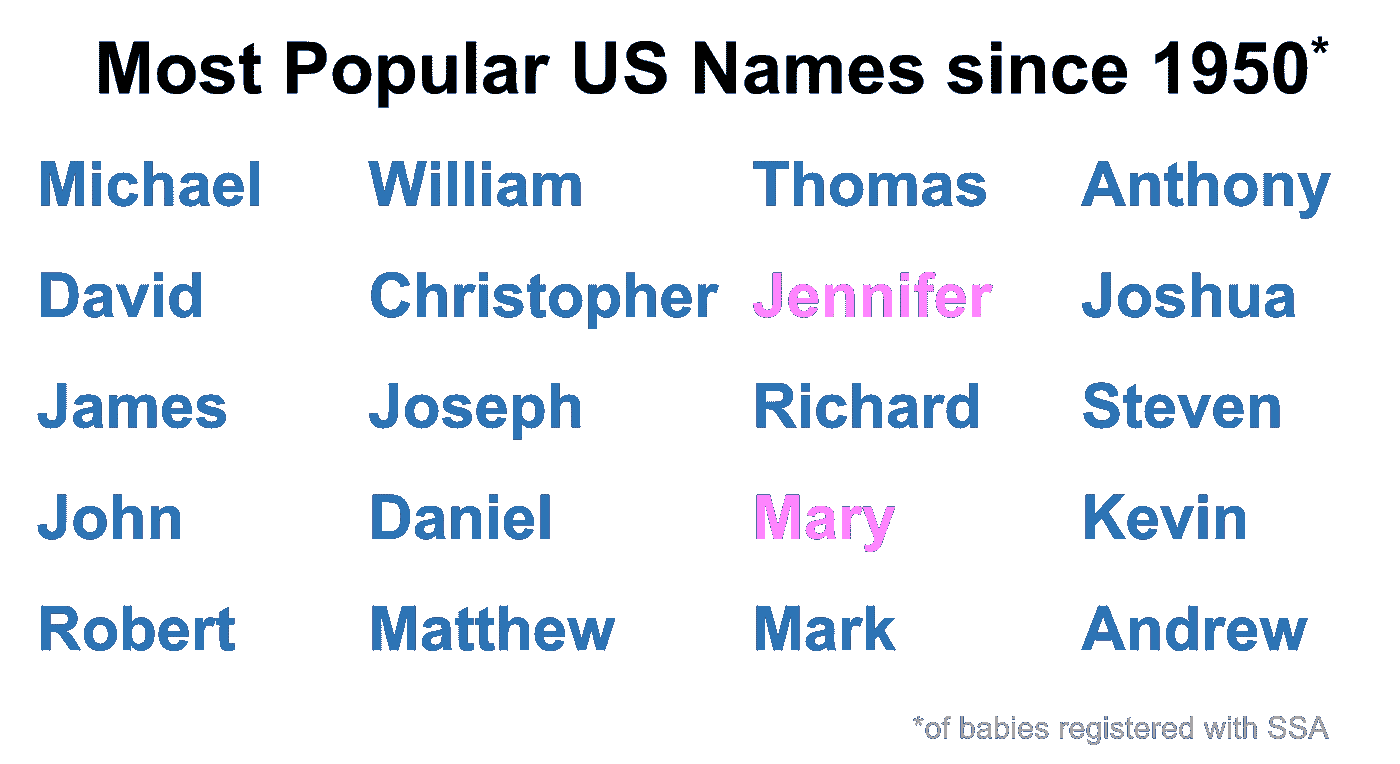 Most Popular US Names since 1950*
Michael William Thomas Anthony
David Christopher Jennifer Joshua
James Joseph Richard Steven
John Daniel Mary Kevin
Robert Matthew Mark Andrew
*of babies registered with SSA